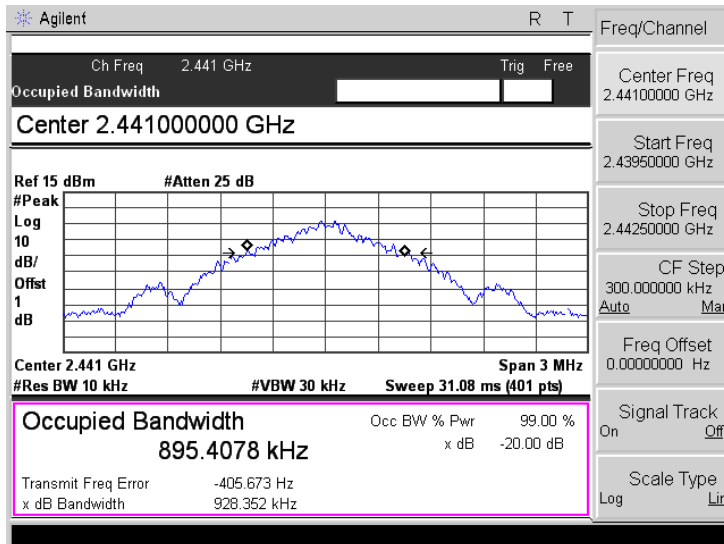 Agilent
R T
Ch Freq 2.441 GHz
Trig Free
Occupied Bandwidth
Center 2.441000000 GHz
Ref 15 dBm #Atten 25 dB
#Peak
Log
10
dB/
Offst
1
dB
Center 2.441 GHz Span 3 MHz
#Res BW 10 kHz #VBW 30 kHz Sweep 31.08 ms (401 pts)
Occupied Bandwidth
895.4078 kHz
Occ BW % Pwr 99.00 %
x dB -20.00 dB
Transmit Freq Error -405.673 Hz
x dB Bandwidth 928.352 kHz
Freq/Channel
Center Freq
2.44100000 GHz
Start Freq
2.43950000 GHz
Stop Freq
2.44250000 GHz
CF Step
300.000000 kHz
Auto Man
Freq Offset
0.00000000 Hz
Signal Track
On Off
Scale Type
Log Lin